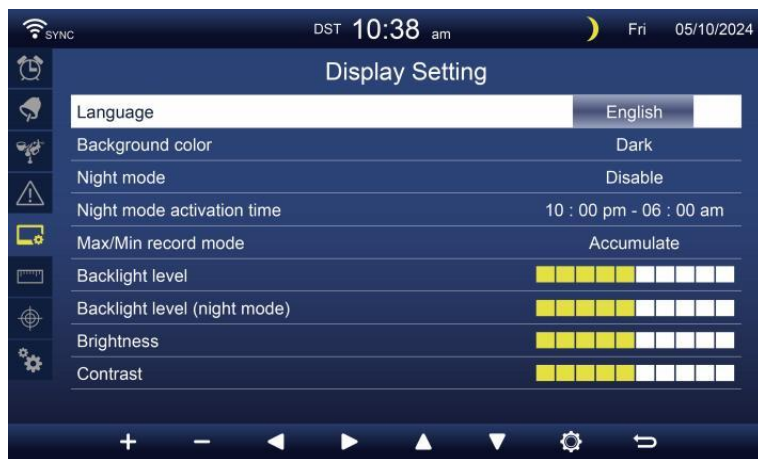 SYNC DST 10:38 am Fri 05/10/2024
Display Setting
Language English
Background color Dark
Night mode Disable
Night mode activation time 10 : 00 pm - 06 : 00 am
Max/Min record mode Accumulate
Backlight level
Backlight level (night mode)
Brightness
Contrast